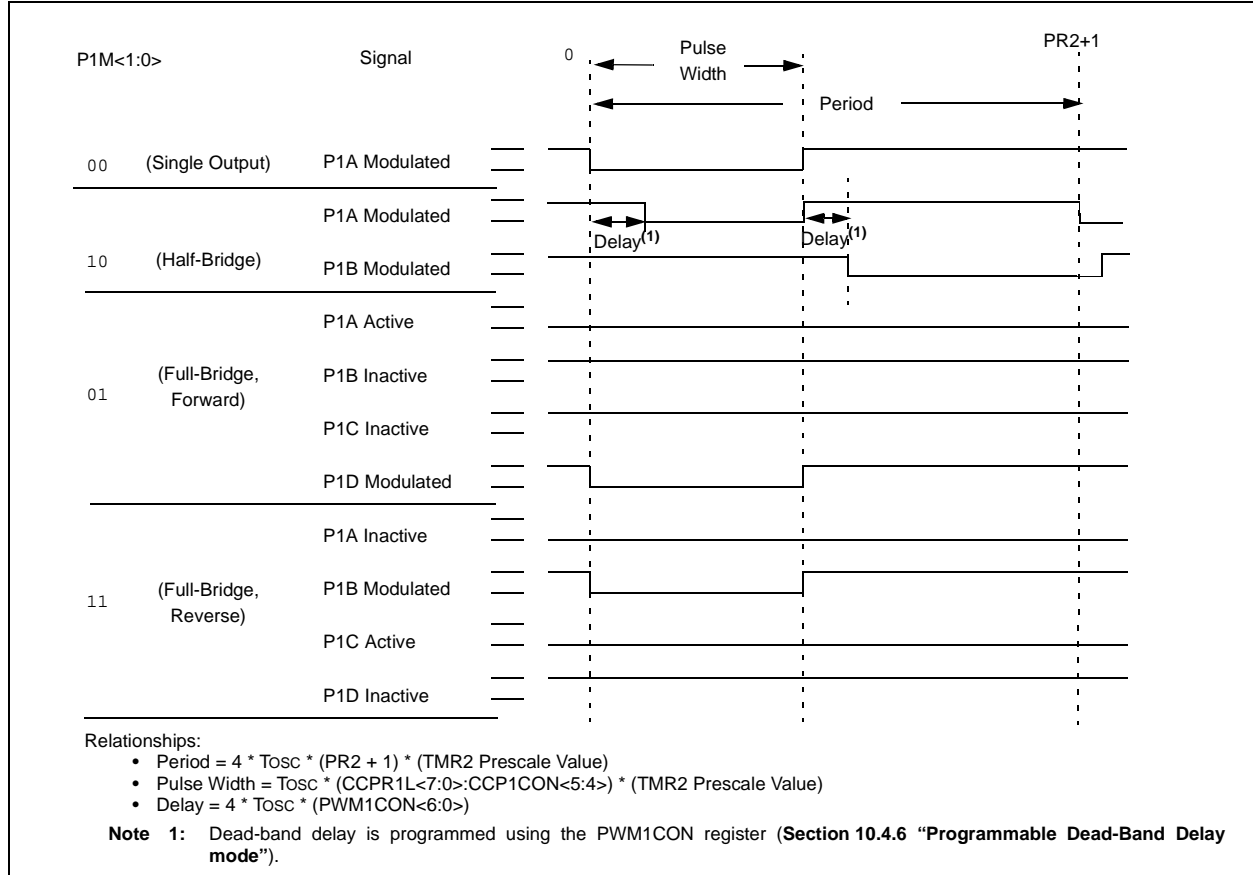 P1M<1:0>
Signal
0
Pulse
Width
PR2+1
Period
00
(Single Output)
P1A Modulated
P1A Modulated
Delay(1)
Delay(1)
10
(Half-Bridge)
P1B Modulated
P1A Active
(Full-Bridge,
Forward)
P1B Inactive
01
P1C Inactive
P1D Modulated
P1A Inactive
(Full-Bridge,
Reverse)
P1B Modulated
11
P1C Active
P1D Inactive
Relationships:
• Period = 4 * TOSC * (PR2 + 1) * (TMR2 Prescale Value)
• Pulse Width = TOSC * (CCPR1L<7:0>:CCP1CON<5:4>) * (TMR2 Prescale Value)
• Delay = 4 * TOSC * (PWM1CON<6:0>)
Note 1: Dead-band delay is programmed using the PWM1CON register (Section 10.4.6 “Programmable Dead-Band Delay
mode”).